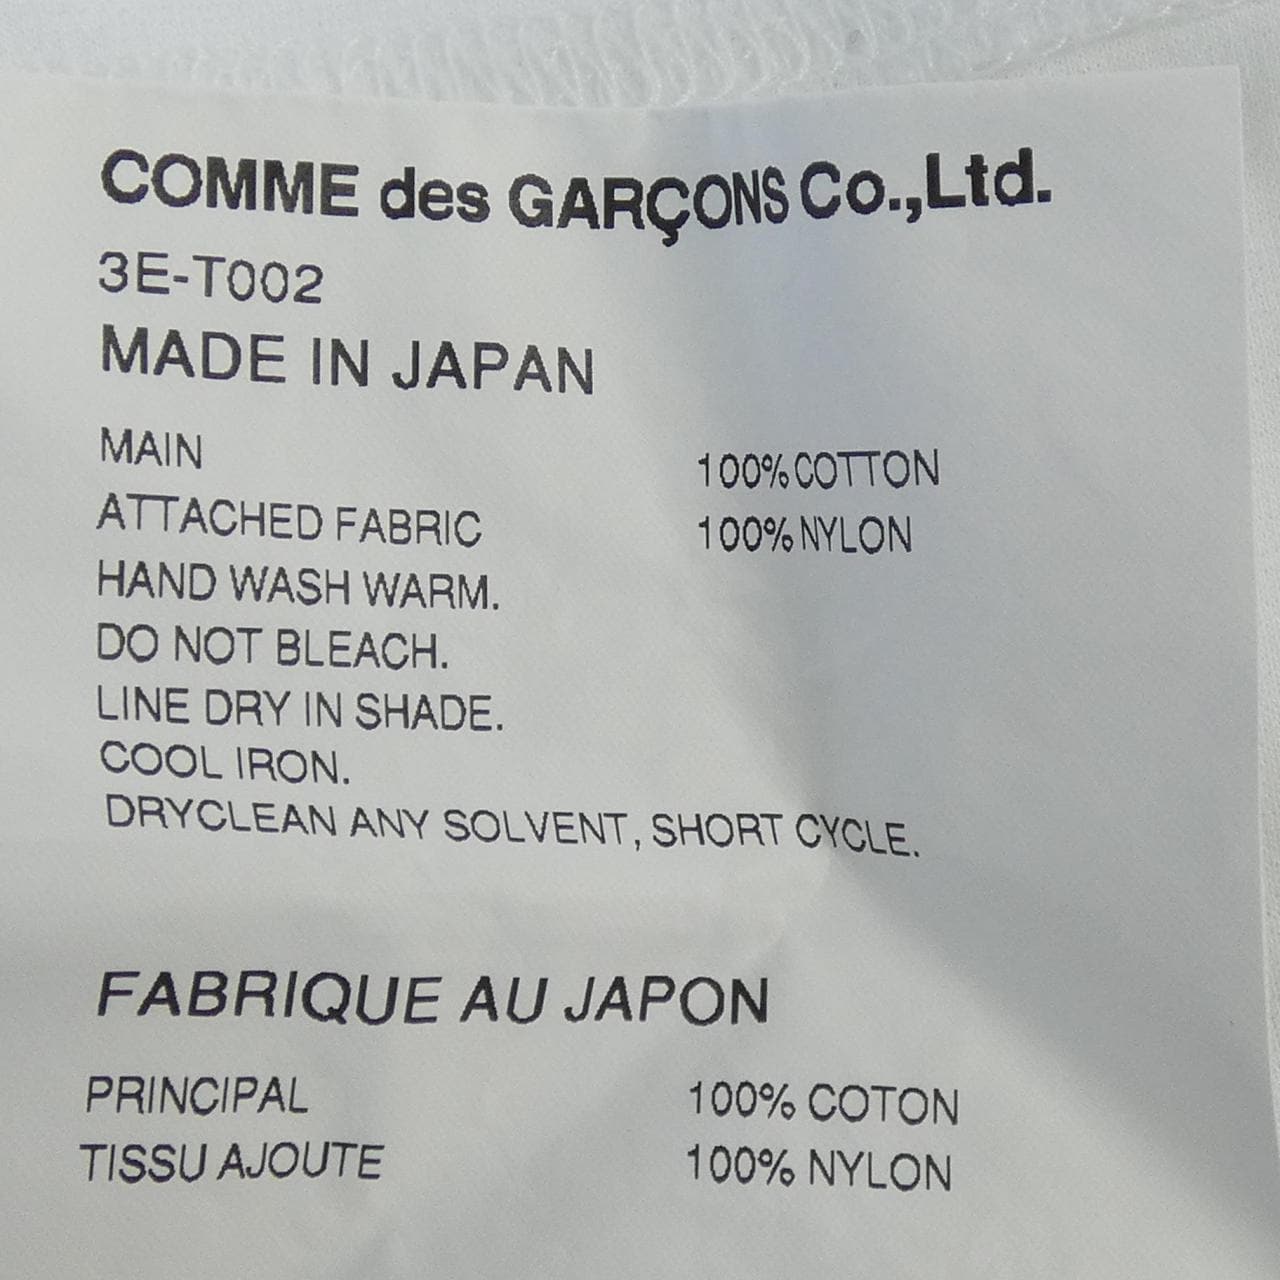 COMME des GARÇONS Co.,Ltd.
3E-T002
MADE IN JAPAN
MAIN 100%COTTON
ATTACHED FABRIC 100%NYLON
HAND WASH WARM.
DO NOT BLEACH.
LINE DRY IN SHADE.
COOL IRON.
DRYCLEAN ANY SOLVENT, SHORT CYCLE.
FABRIQUE AU JAPON
PRINCIPAL 100% COTON
TISSU AJOUTE 100% NYLON